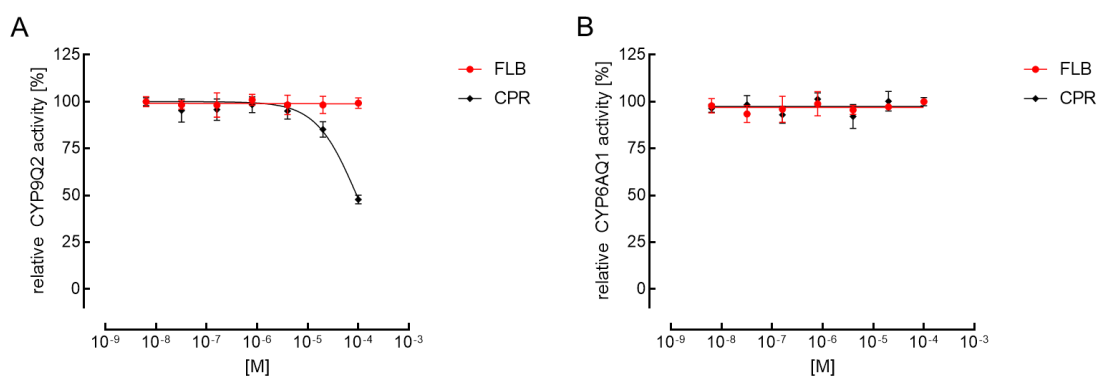 A
relative CYP9Q2 activity [%]
125
100
75
50
25
0
10⁻⁹ 10⁻⁸ 10⁻⁷ 10⁻⁶ 10⁻⁵ 10⁻⁴ 10⁻³
[M]
FLB
CPR
B
relative CYP6AQ1 activity [%]
125
100
75
50
25
0
10⁻⁹ 10⁻⁸ 10⁻⁷ 10⁻⁶ 10⁻⁵ 10⁻⁴ 10⁻³
[M]
FLB
CPR